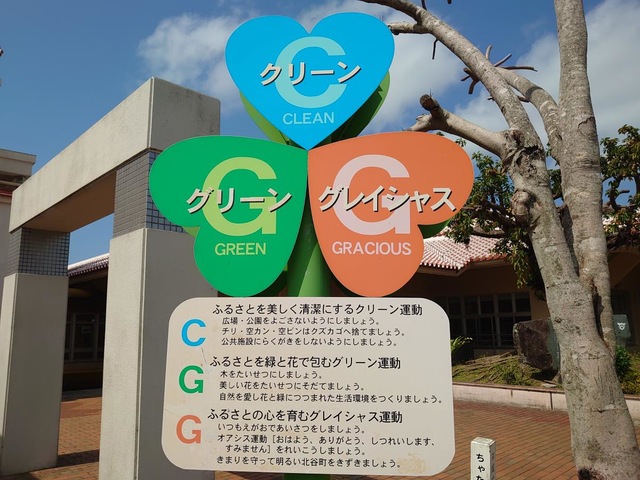 C
クリーン
CLEAN
G
グリーン
GREEN
G
グレイシャス
GRACIOUS
C
ふるさとを美しく清潔にするクリーン運動
広場・公園をよごさないようにしましょう。
チリ・空カン・空ビンはクズカゴへ捨てましょう。
公共施設にらくがきをしないようにしましょう。
G
ふるさとを緑と花で包むグリーン運動
木をたいせつにしましょう。
美しい花をたいせつにそだてましょう。
自然を愛し花と緑につつまれた生活環境をつくりましょう。
G
ふるさとの心を育むグレイシャス運動
いつもえがおであいさつをしましょう。
オアシス運動［おはよう、ありがとう、しつれいします、
すみません］をれいこうしましょう。
きまりを守って明るい北谷町をきずきましょう。
ちゃた